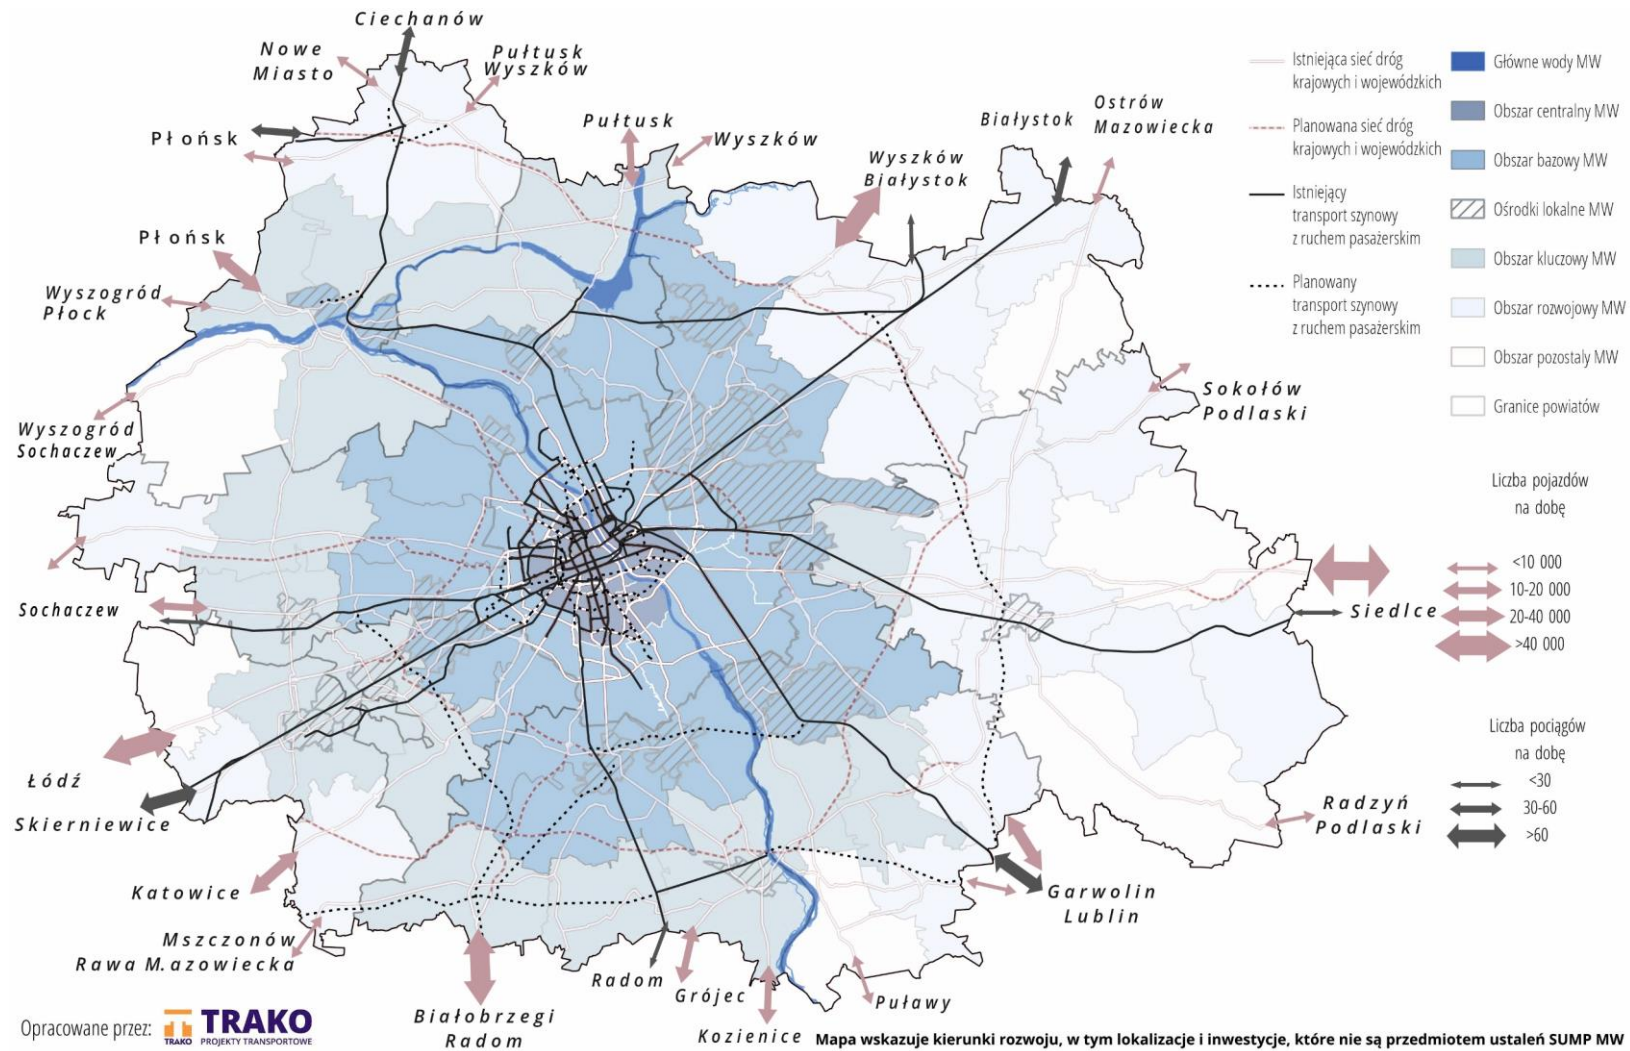 Ciechanów
Nowe
Miasto
Pułtusk
Wyszków
Płońsk
Pułtusk
Wyszków
Wyszków
Białystok
Białystok
Ostrów
Mazowiecka
Płońsk
Wyszogród
Płock
Wyszogród
Sochaczew
Sochaczew
Łódź
Skierniewice
Katowice
Mszczonów
Rawa M.azowiecka
Białobrzegi
Radom
Radom
Grójec
Kozienice
Puławy
Garwolin
Lublin
Radzyń
Podlaski
Siedlce
Sokołów
Podlaski
Istniejąca sieć dróg
krajowych i wojewódzkich
Planowana sieć dróg
krajowych i wojewódzkich
Istniejący
transport szynowy
z ruchem pasażerskim
Planowany
transport szynowy
z ruchem pasażerskim
Główne wody MW
Obszar centralny MW
Obszar bazowy MW
Ośrodki lokalne MW
Obszar kluczowy MW
Obszar rozwojowy MW
Obszar pozostaly MW
Granice powiatów
Liczba pojazdów
na dobę
<10 000
10-20 000
20-40 000
>40 000
Liczba pociągów
na dobę
<30
30-60
>60
Opracowane przez:
TRAKO
TRAKO
PROJEKTY TRANSPORTOWE
Mapa wskazuje kierunki rozwoju, w tym lokalizacje i inwestycje, które nie są przedmiotem ustaleń SUMP MW